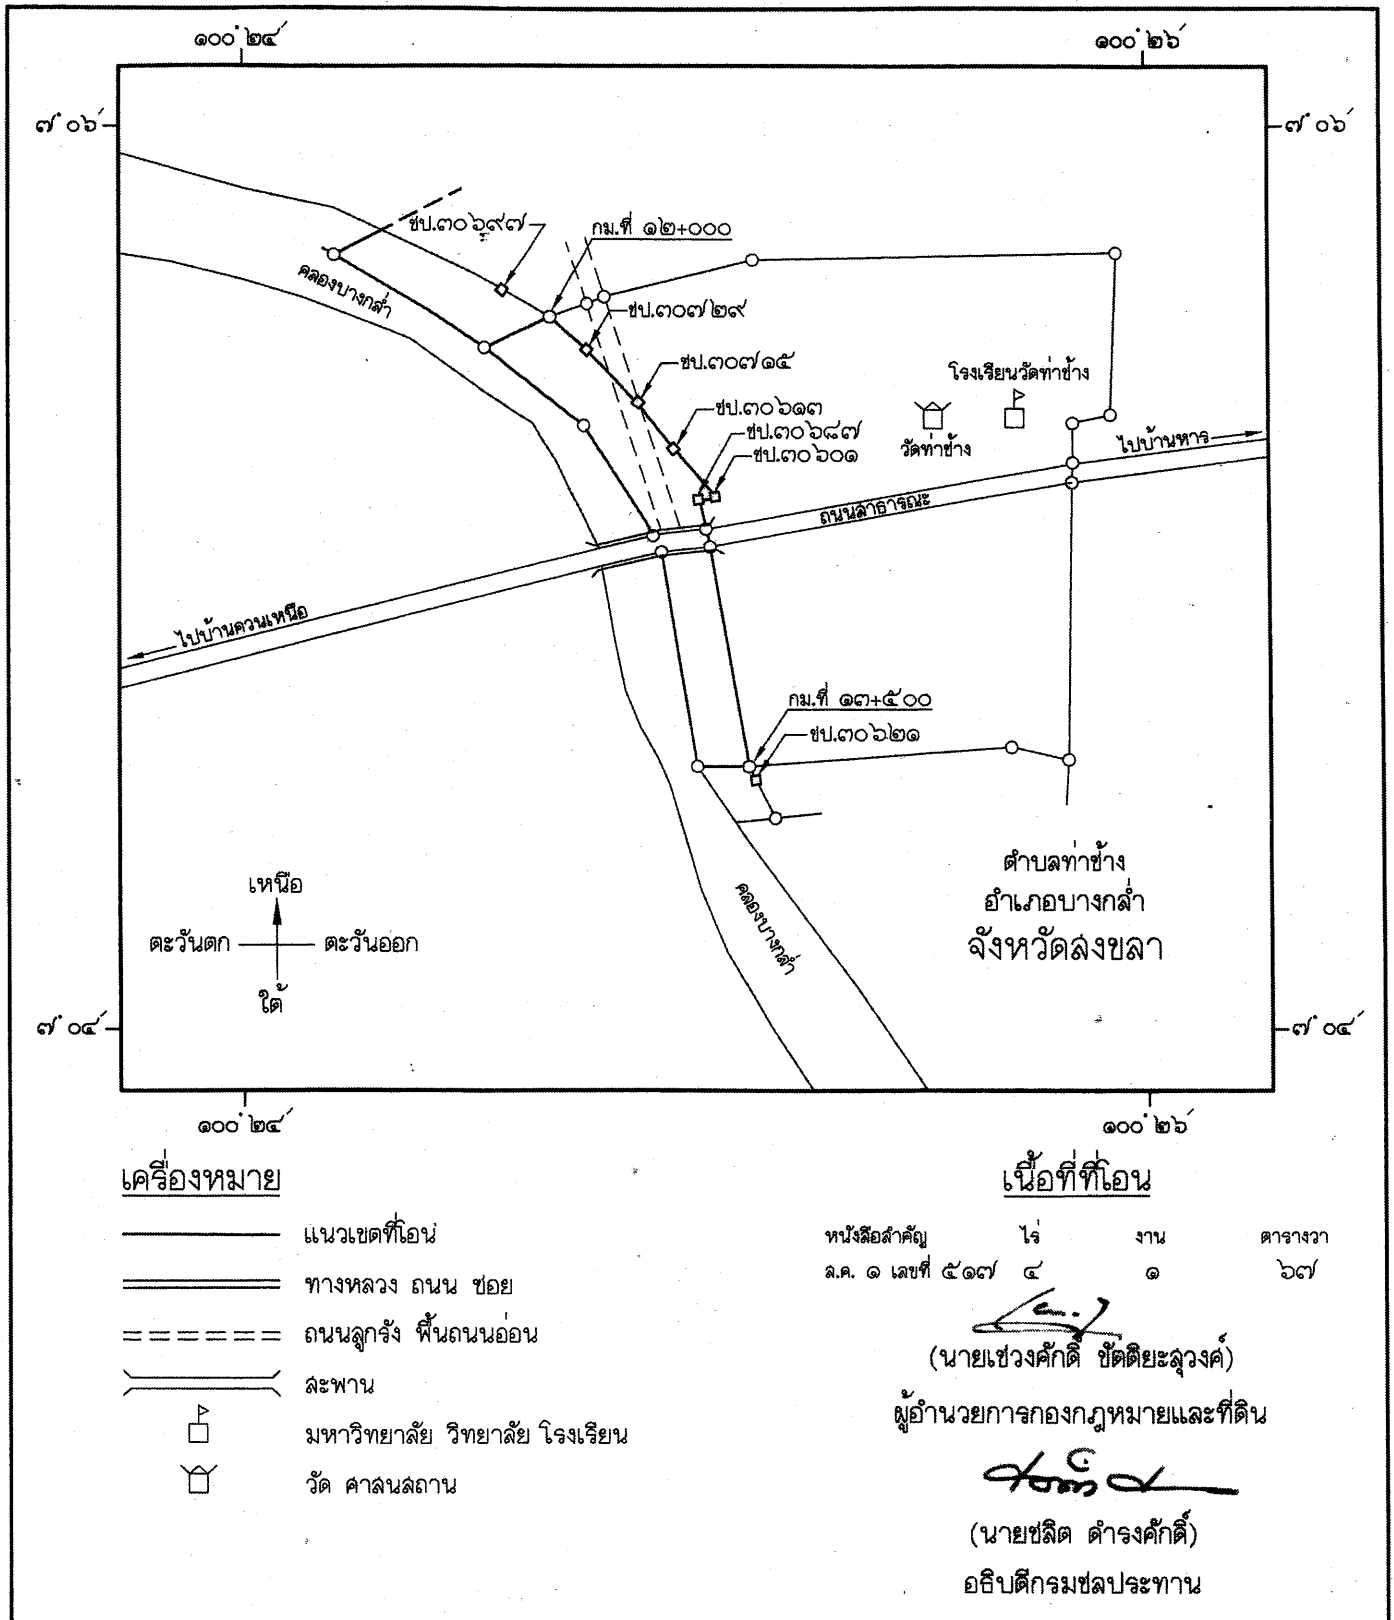 ๑๐๐° ๒๔′ ๑๐๐° ๒๖′
๗° ๐๖′ ๗° ๐๖′
ชป.๓๐๖๙๗
กม.ที่ ๑๒+๐๐๐
คลองบางกล่ำ
ชป.๓๐๗๒๙
ชป.๓๐๗๑๕
โรงเรียนวัดท่าช้าง
ชป.๓๐๖๑๓
ชป.๓๐๖๘๗
วัดท่าช้าง
ไปบ้านหาร
ชป.๓๐๖๐๑
ถนนสาธารณะ
ไปบ้านควนเหนือ
กม.ที่ ๑๓+๕๐๐
ชป.๓๐๖๒๑
ตำบลท่าช้าง
อำเภอบางกล่ำ
จังหวัดสงขลา
คลองบางกล่ำ
เหนือ
ตะวันตก ตะวันออก
ใต้
๗° ๐๔′ ๗° ๐๔′
๑๐๐° ๒๔′ ๑๐๐° ๒๖′
เครื่องหมาย
แนวเขตที่โอน
ทางหลวง ถนน ซอย
ถนนลูกรัง พื้นถนนอ่อน
สะพาน
มหาวิทยาลัย วิทยาลัย โรงเรียน
วัด ศาสนสถาน
เนื้อที่ที่โอน
หนังสือสำคัญ ไร่ งาน ตารางวา
ส.ค. ๑ เลขที่ ๕๑๗ ๔ ๑ ๖๗
(นายเชวงศักดิ์ ขัตติยะสุวงศ์)
ผู้อำนวยการกองกฎหมายและที่ดิน
(นายชลิต ดำรงศักดิ์)
อธิบดีกรมชลประทาน